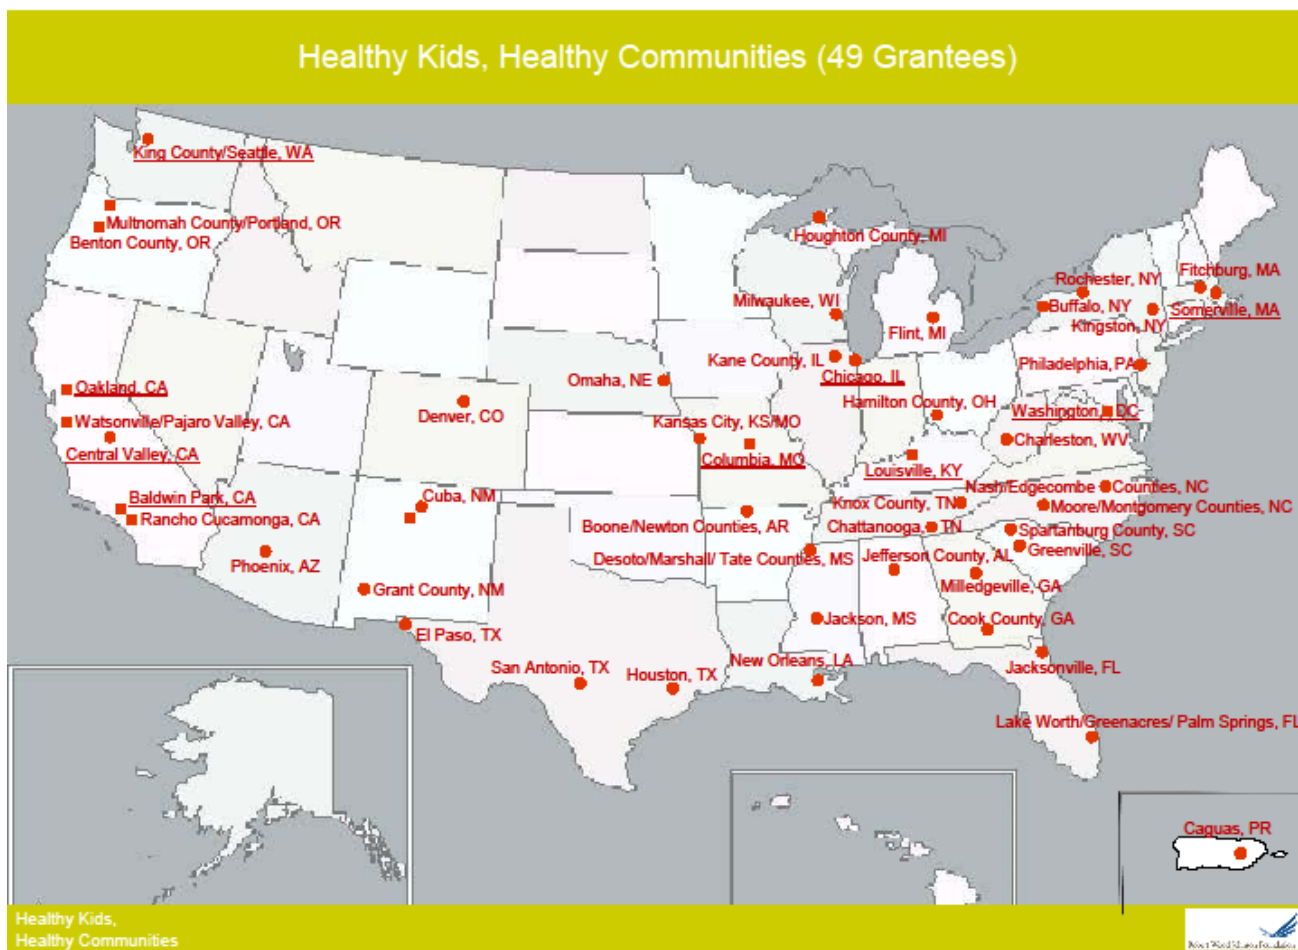 Healthy Kids, Healthy Communities (49 Grantees)
King County/Seattle, WA
Multnomah County/Portland, OR
Benton County, OR
Houghton County, MI
Rochester, NY
Fitchburg, MA
Milwaukee, WI
Buffalo, NY
Somerville, MA
Flint, MI
Kingston, NY
Kane County, IL
Philadelphia, PA
Chicago, IL
Omaha, NE
Oakland, CA
Hamilton County, OH
Washington, DC
Denver, CO
Watsonville/Pajaro Valley, CA
Kansas City, KS/MO
Charleston, WV
Central Valley, CA
Columbia, MO
Louisville, KY
Nash/Edgecombe Counties, NC
Baldwin Park, CA
Cuba, NM
Knox County, TN
Moore/Montgomery Counties, NC
Rancho Cucamonga, CA
Boone/Newton Counties, AR
Chattanooga, TN
Spartanburg County, SC
Phoenix, AZ
Desoto/Marshall/ Tate Counties, MS
Jefferson County, AL
Greenville, SC
Grant County, NM
Milledgeville, GA
Jackson, MS
Cook County, GA
El Paso, TX
San Antonio, TX
Houston, TX
New Orleans, LA
Jacksonville, FL
Lake Worth/Greenacres/ Palm Springs, FL
Caguas, PR
Healthy Kids,
Healthy Communities
Robert Wood Johnson Foundation